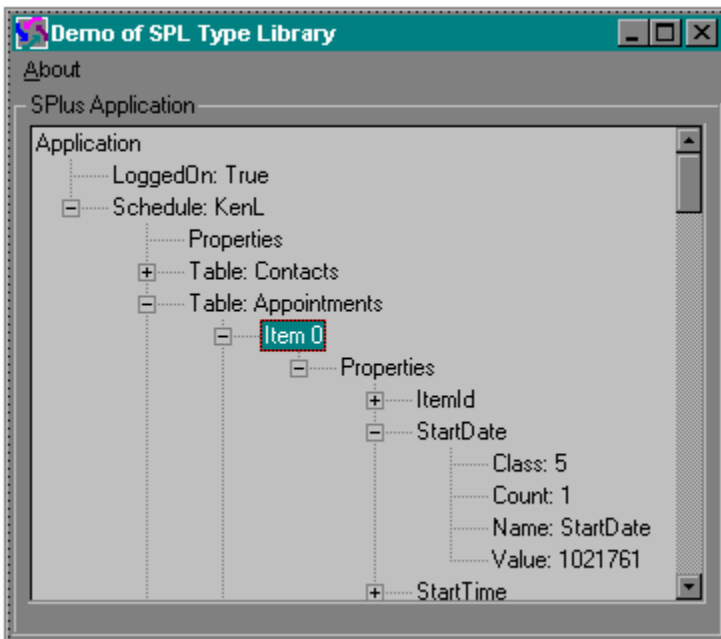 Demo of SPL Type Library
About
SPlus Application
Application
LoggedOn: True
Schedule: KenL
Properties
Table: Contacts
Table: Appointments
Item 0
Properties
ItemId
StartDate
Class: 5
Count: 1
Name: StartDate
Value: 1021761
StartTime